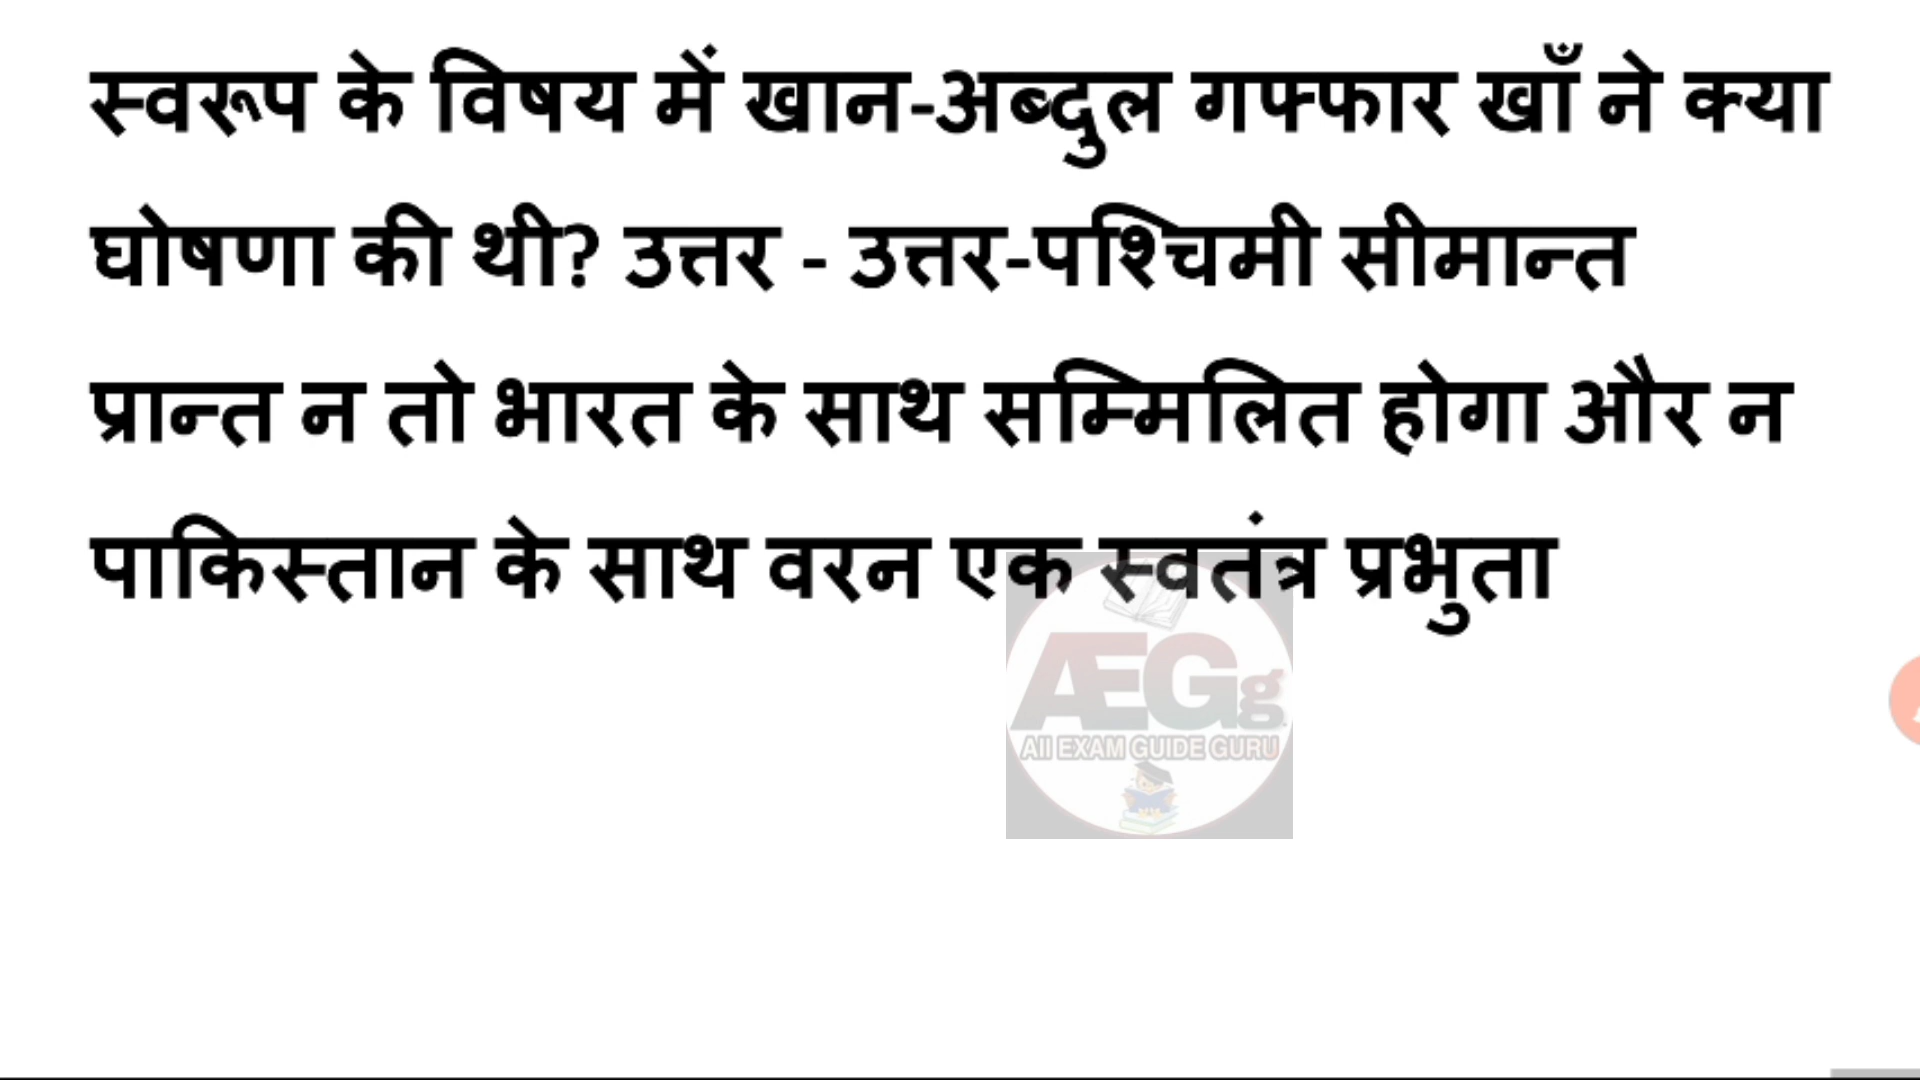 स्वरूप के विषय में खान-अब्दुल गफ्फार खाँ ने क्या
घोषणा की थी? उत्तर - उत्तर-पश्चिमी सीमान्त
प्रान्त न तो भारत के साथ सम्मिलित होगा और न
पाकिस्तान के साथ वरन एक स्वतंत्र प्रभुता
ÆGg
All EXAM GUIDE GURU